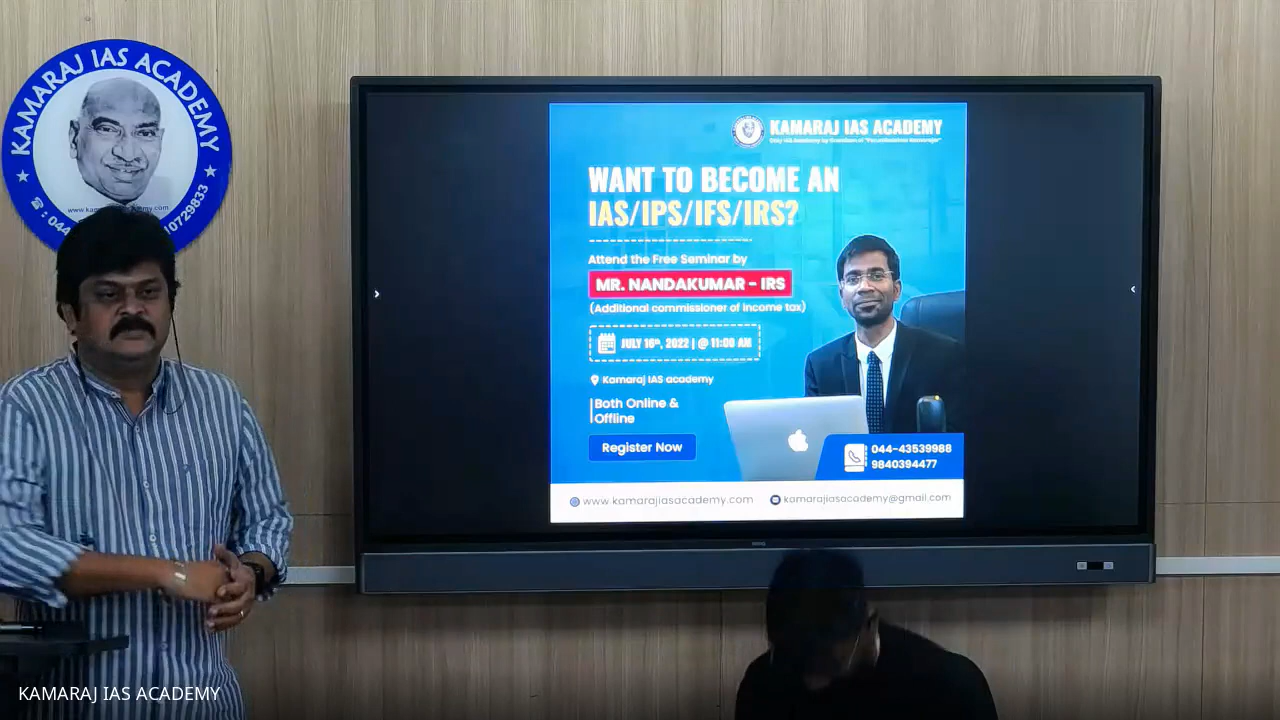 KAMARAJ IAS ACADEMY
KAMARAJ IAS ACADEMY
WANT TO BECOME AN
IAS/IPS/IFS/IRS?
Attend the Free Seminar by
MR. NANDAKUMAR - IRS
(Additional commissioner of income tax)
JULY 16th, 2022 | @ 11:00 AM
Kamaraj IAS academy
Both Online &
Offline
Register Now
044-43539988
9840394477
www.kamarajiasacademy.com
kamarajiasacademy@gmail.com
KAMARAJ IAS ACADEMY